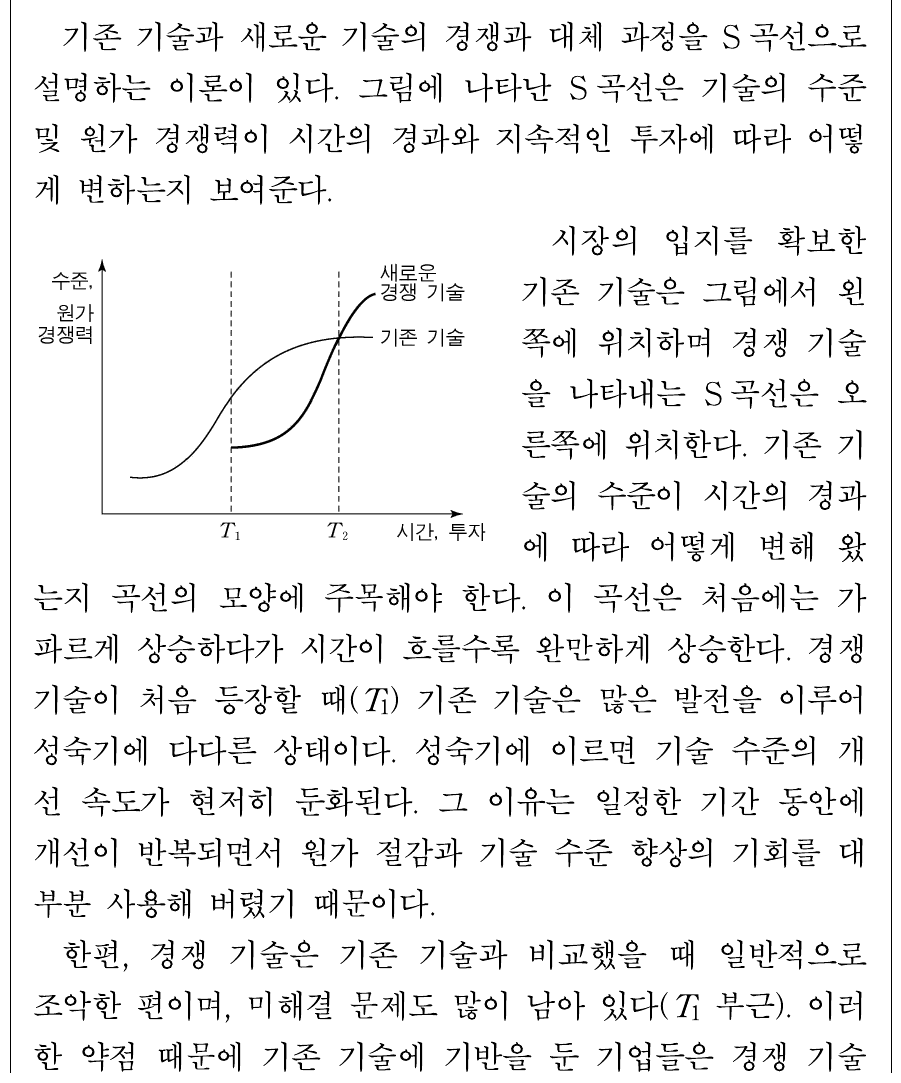 기존 기술과 새로운 기술의 경쟁과 대체 과정을 S곡선으로
설명하는 이론이 있다. 그림에 나타난 S곡선은 기술의 수준
및 원가 경쟁력이 시간의 경과와 지속적인 투자에 따라 어떻
게 변하는지 보여준다.
수준,
원가
경쟁력
새로운
경쟁 기술
기존 기술
T₁
T₂
시간, 투자
시장의 입지를 확보한
기존 기술은 그림에서 왼
쪽에 위치하며 경쟁 기술
을 나타내는 S곡선은 오
른쪽에 위치한다. 기존 기
술의 수준이 시간의 경과
에 따라 어떻게 변해 왔
는지 곡선의 모양에 주목해야 한다. 이 곡선은 처음에는 가
파르게 상승하다가 시간이 흐를수록 완만하게 상승한다. 경쟁
기술이 처음 등장할 때(T₁) 기존 기술은 많은 발전을 이루어
성숙기에 다다른 상태이다. 성숙기에 이르면 기술 수준의 개
선 속도가 현저히 둔화된다. 그 이유는 일정한 기간 동안에
개선이 반복되면서 원가 절감과 기술 수준 향상의 기회를 대
부분 사용해 버렸기 때문이다.
한편, 경쟁 기술은 기존 기술과 비교했을 때 일반적으로
조악한 편이며, 미해결 문제도 많이 남아 있다(T₁ 부근). 이러
한 약점 때문에 기존 기술에 기반을 둔 기업들은 경쟁 기술